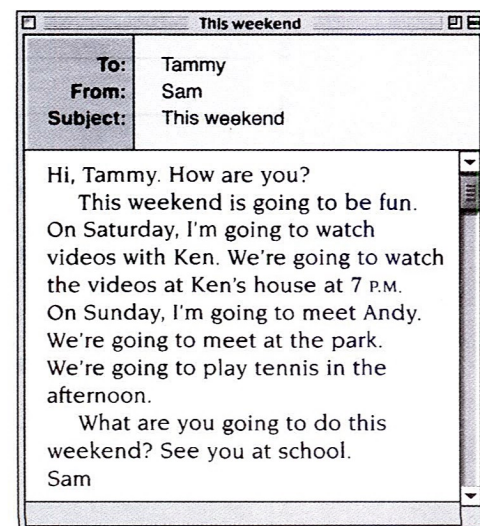 This weekend
To: Tammy
From: Sam
Subject: This weekend
Hi, Tammy. How are you?
This weekend is going to be fun.
On Saturday, I'm going to watch
videos with Ken. We're going to watch
the videos at Ken's house at 7 P.M.
On Sunday, I'm going to meet Andy.
We're going to meet at the park.
We're going to play tennis in the
afternoon.
What are you going to do this
weekend? See you at school.
Sam